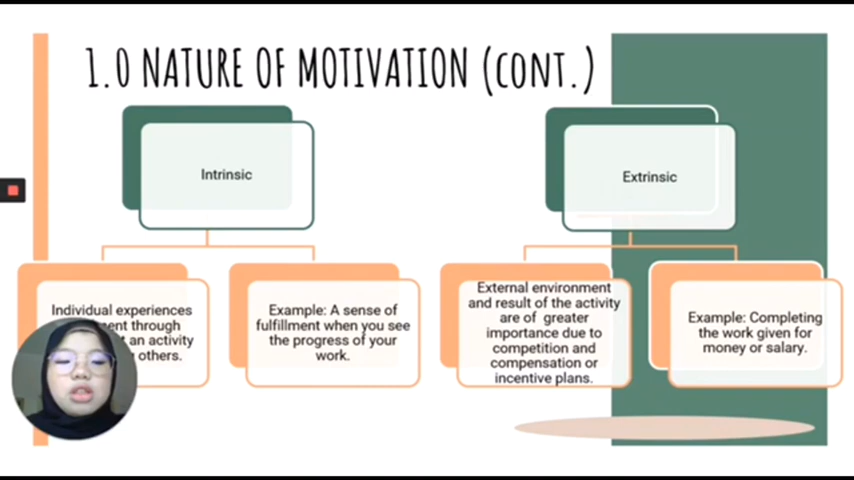 1.0 NATURE OF MOTIVATION (CONT.)
Intrinsic
Extrinsic
Individual experiences
through
an activity
others.
Example: A sense of
fulfillment when you see
the progress of your
work.
External environment
and result of the activity
are of greater
importance due to
competition and
compensation or
incentive plans.
Example: Completing
the work given for
money or salary.